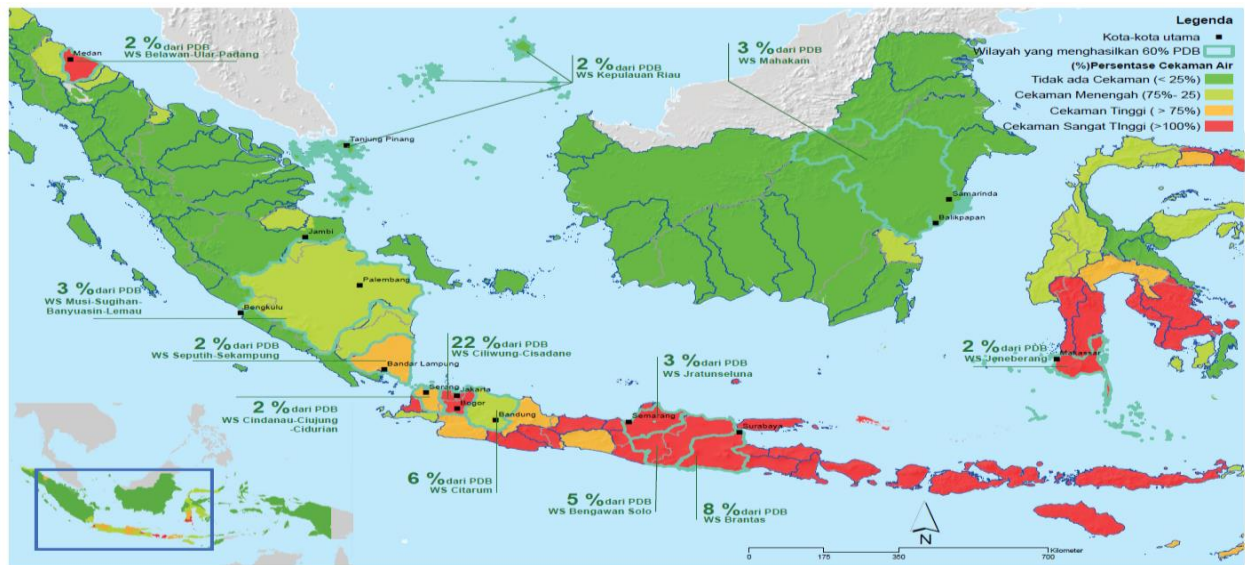 Legenda
Kota-kota utama
Wilayah yang menghasilkan 60% PDB
(%)Persentase Cekaman Air
Tidak ada Cekaman (< 25%)
Cekaman Menengah (75%- 25)
Cekaman Tinggi (> 75%)
Cekaman Sangat TInggi (>100%)
2 % dari PDB
WS Belawan-Ular-Padang
Medan
2 % dari PDB
WS Kepulauan Riau
3 % dari PDB
WS Mahakam
Tanjung Pinang
Samarinda
Balikpapan
Jambi
Palembang
Bengkulu
3 % dari PDB
WS Musi-Sugihan-
Banyuasin-Lemau
2 % dari PDB
WS Seputih-Sekampung
Bandar Lampung
22 % dari PDB
WS Ciliwung-Cisadane
3 % dari PDB
WS Jratunseluna
2 % dari PDB
WS Jeneberang
Makassar
Serang
Jakarta
Bogor
Bandung
Semarang
Surabaya
2 % dari PDB
WS Cindanau-Ciujung
-Cidurian
6 % dari PDB
WS Citarum
5 % dari PDB
WS Bengawan Solo
8 % dari PDB
WS Brantas
N
0 175 350 700
Kilometer